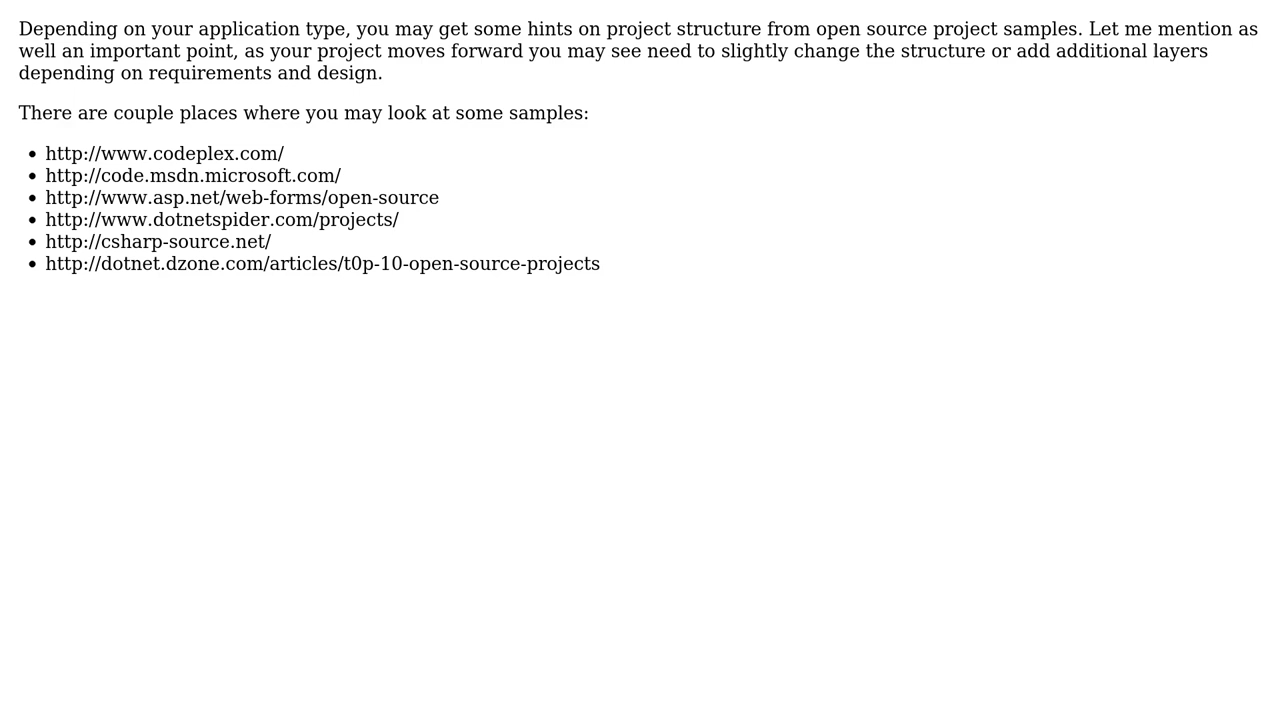 Depending on your application type, you may get some hints on project structure from open source project samples. Let me mention as
well an important point, as your project moves forward you may see need to slightly change the structure or add additional layers
depending on requirements and design.
There are couple places where you may look at some samples:
• http://www.codeplex.com/
• http://code.msdn.microsoft.com/
• http://www.asp.net/web-forms/open-source
• http://www.dotnetspider.com/projects/
• http://csharp-source.net/
• http://dotnet.dzone.com/articles/t0p-10-open-source-projects